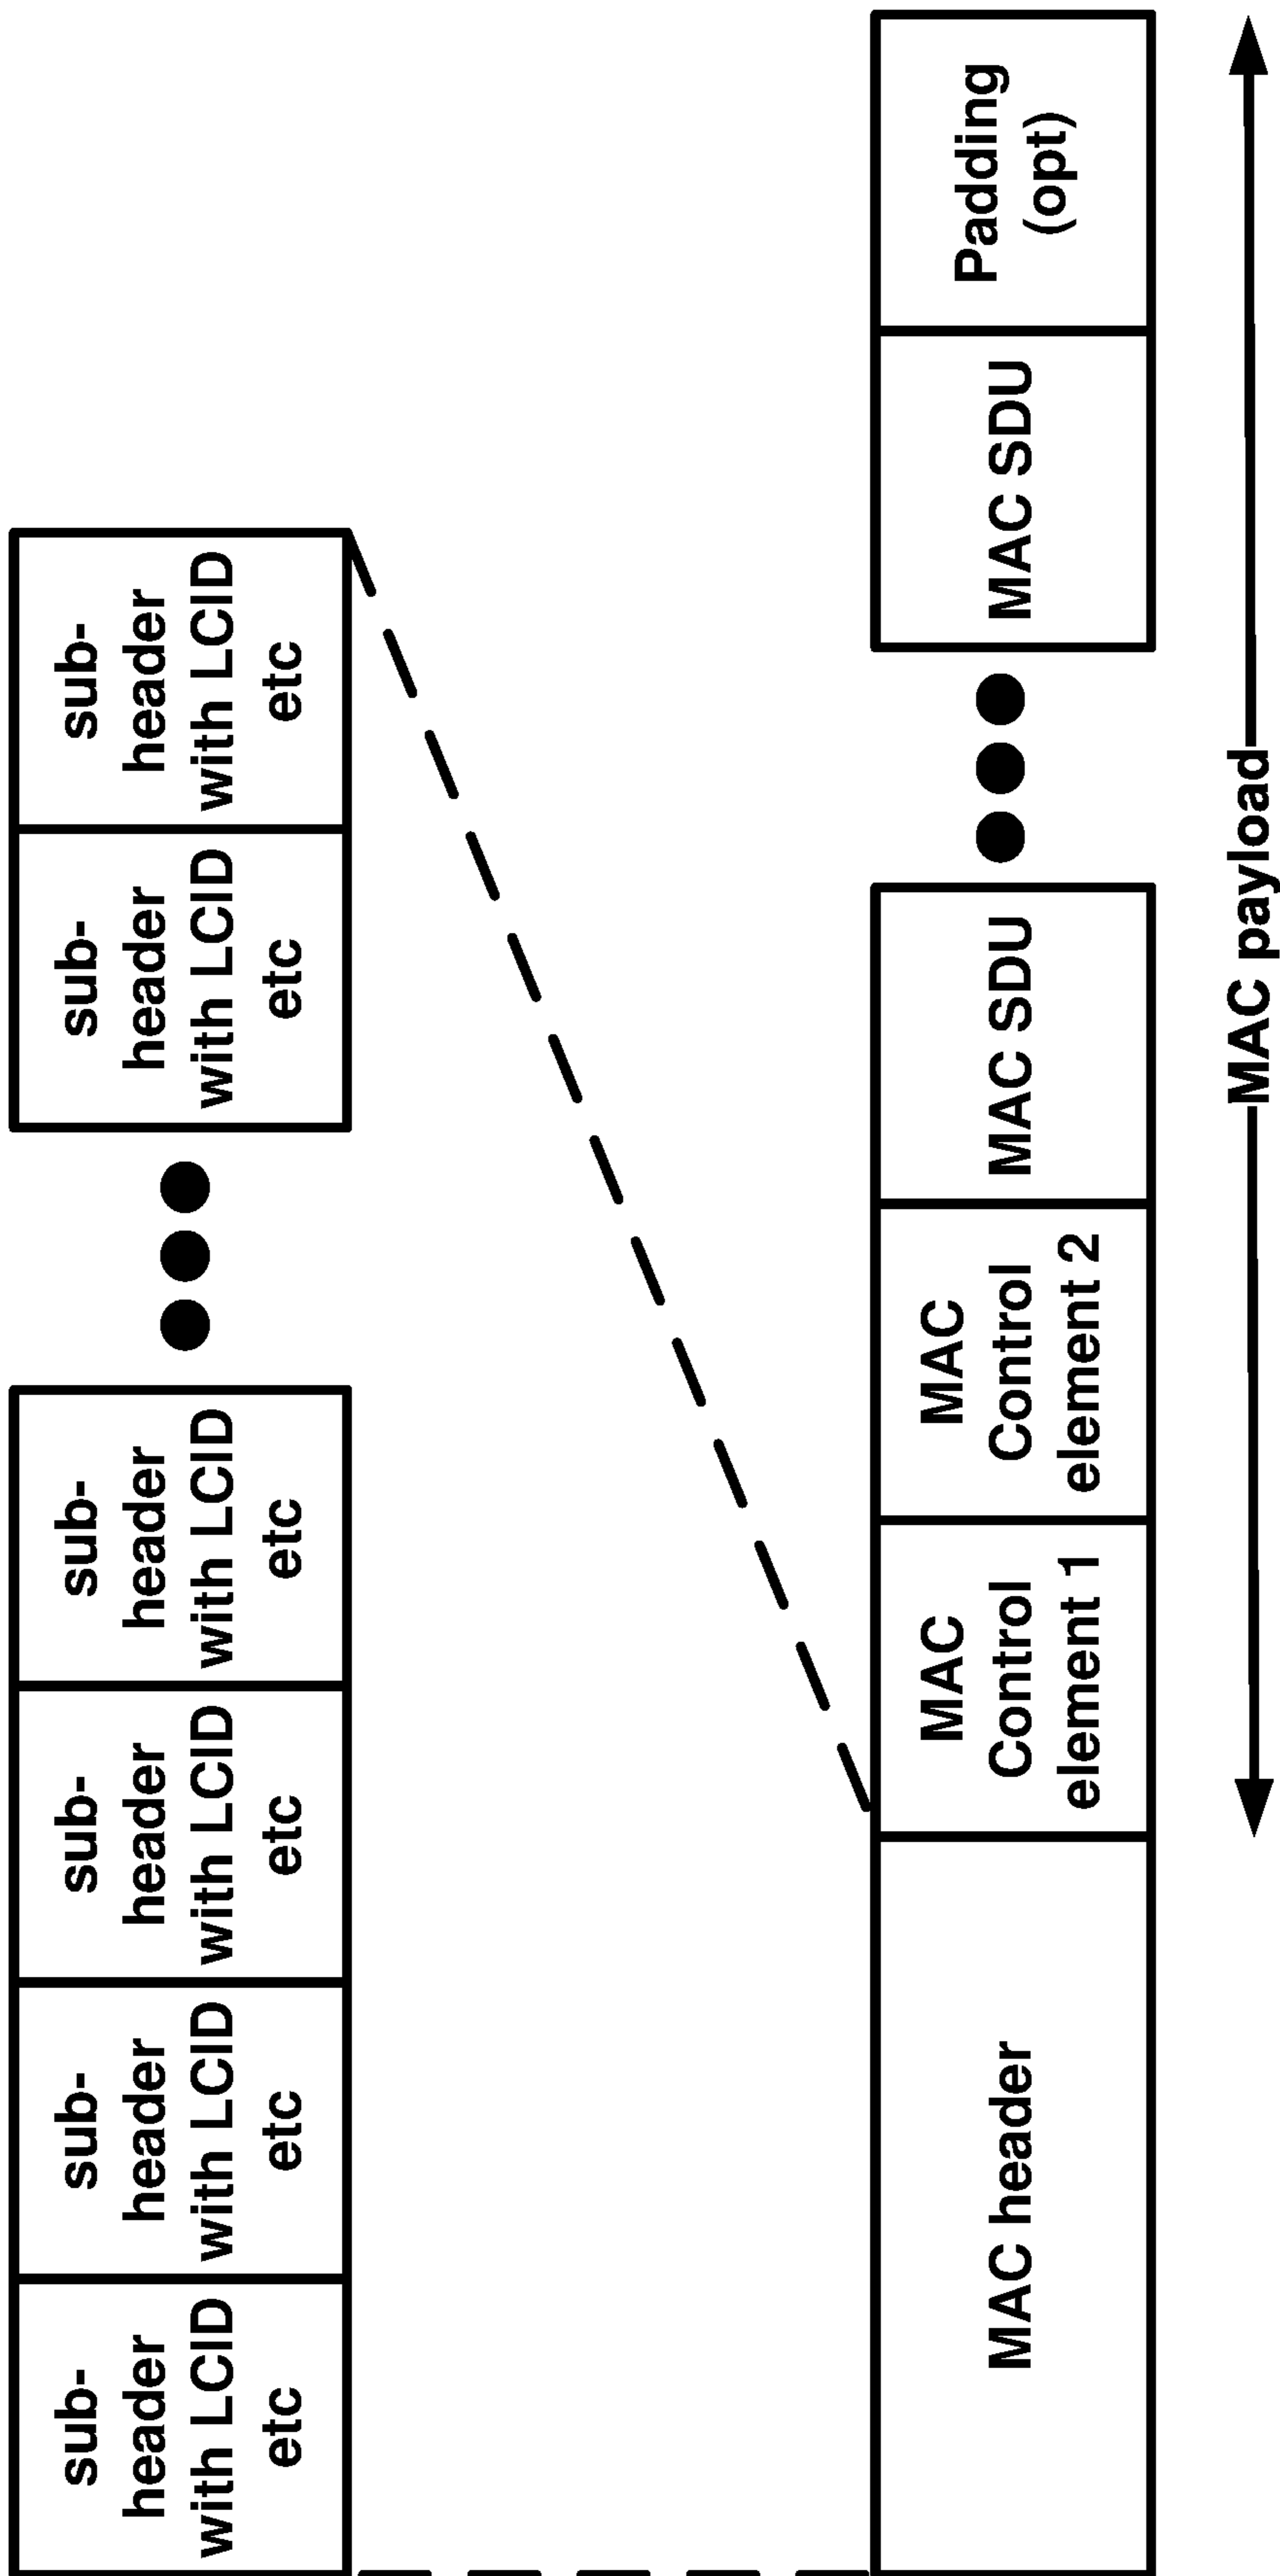 sub-
header
with LCID
etc
sub-
header
with LCID
etc
sub-
header
with LCID
etc
sub-
header
with LCID
etc
sub-
header
with LCID
etc
sub-
header
with LCID
etc
MAC header
MAC
Control
element 1
MAC
Control
element 2
MAC SDU
MAC SDU
Padding
(opt)
MAC payload